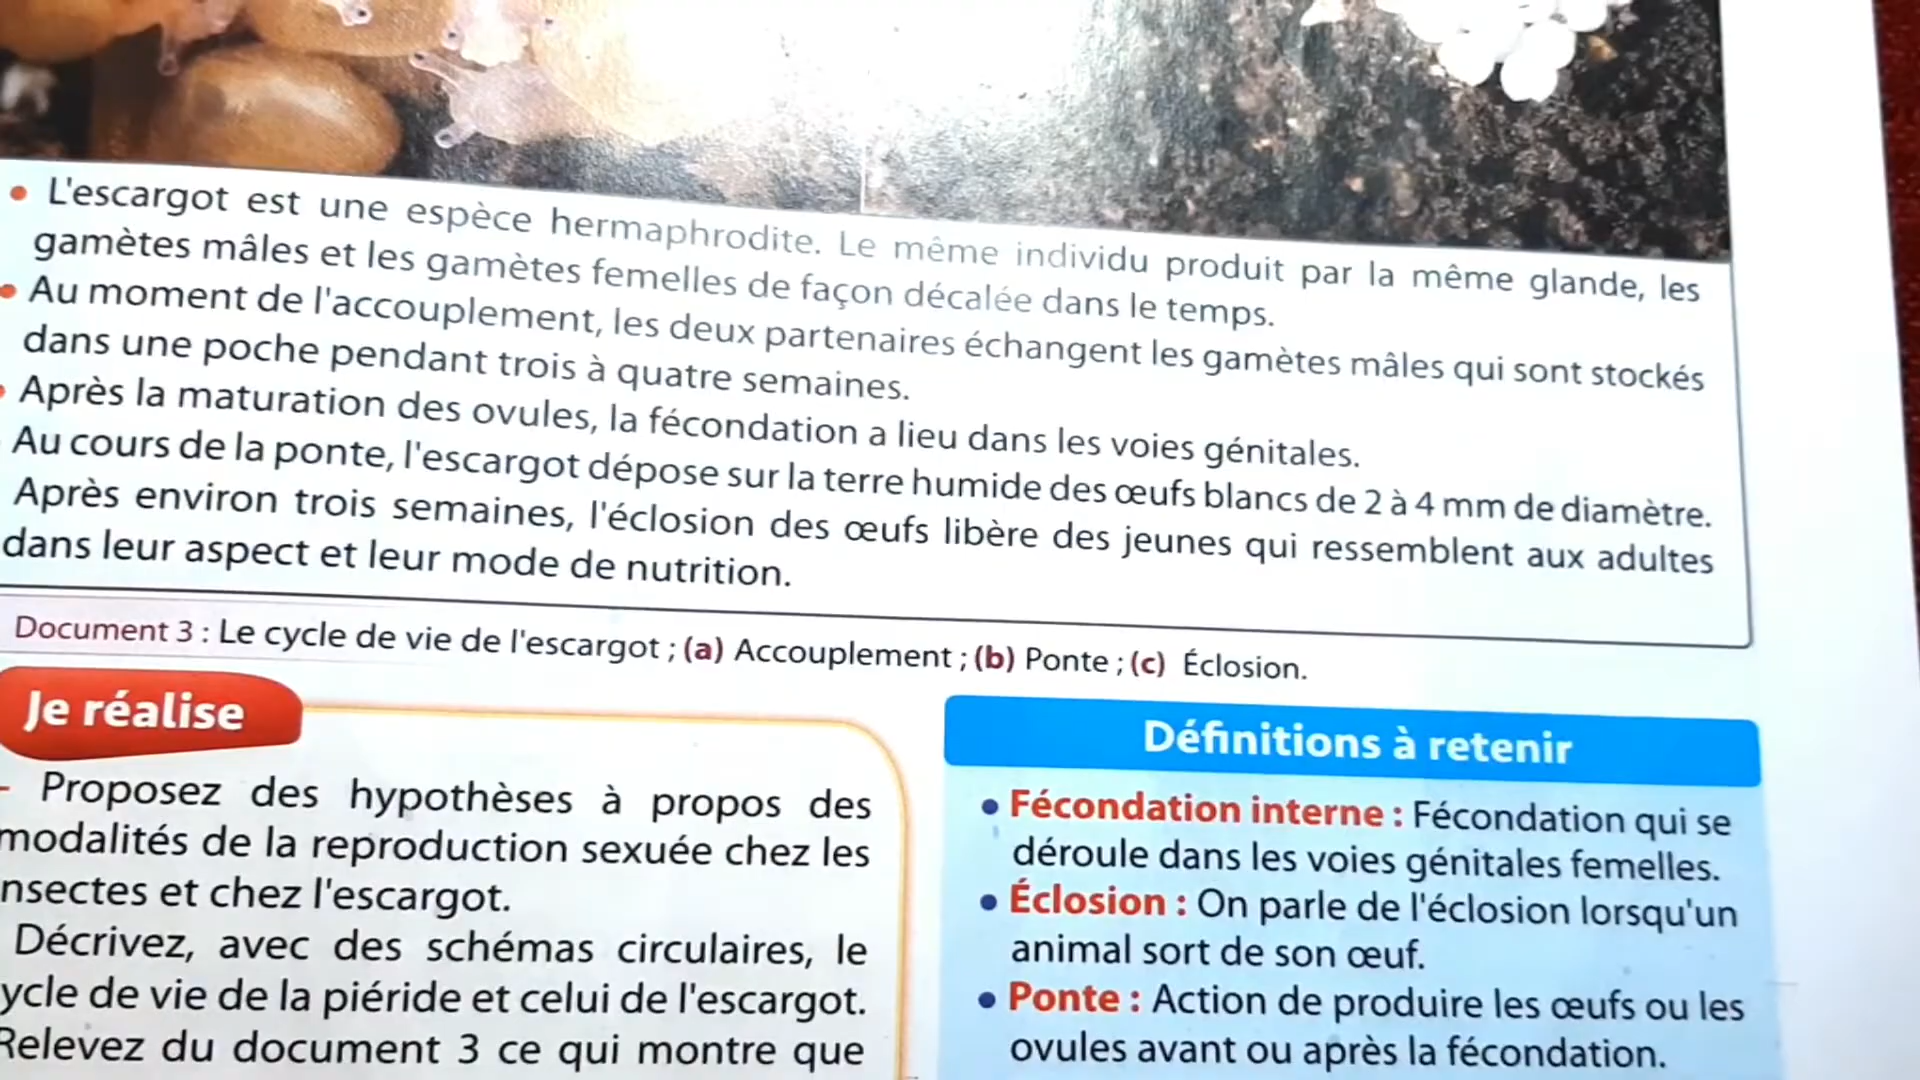 • L'escargot est une espèce hermaphrodite. Le même individu produit par la même glande, les
gamètes mâles et les gamètes femelles de façon décalée dans le temps.
• Au moment de l'accouplement, les deux partenaires échangent les gamètes mâles qui sont stockés
dans une poche pendant trois à quatre semaines.
• Après la maturation des ovules, la fécondation a lieu dans les voies génitales.
Au cours de la ponte, l'escargot dépose sur la terre humide des œufs blancs de 2 à 4 mm de diamètre.
Après environ trois semaines, l'éclosion des œufs libère des jeunes qui ressemblent aux adultes
dans leur aspect et leur mode de nutrition.
Document 3 : Le cycle de vie de l'escargot ; (a) Accouplement ; (b) Ponte ; (c) Éclosion.
Je réalise
- Proposez des hypothèses à propos des
modalités de la reproduction sexuée chez les
nsectes et chez l'escargot.
Décrivez, avec des schémas circulaires, le
ycle de vie de la piéride et celui de l'escargot.
Relevez du document 3 ce qui montre que
Définitions à retenir
• Fécondation interne : Fécondation qui se
déroule dans les voies génitales femelles.
• Éclosion : On parle de l'éclosion lorsqu'un
animal sort de son œuf.
• Ponte : Action de produire les œufs ou les
ovules avant ou après la fécondation.